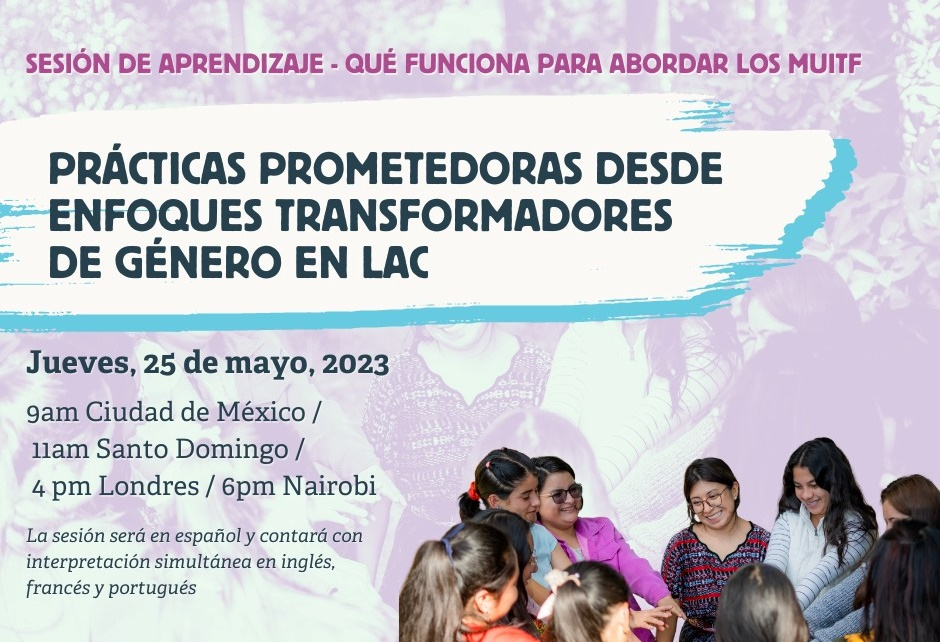 SESIÓN DE APRENDIZAJE - QUÉ FUNCIONA PARA ABORDAR LOS MUITF
PRÁCTICAS PROMETEDORAS DESDE
ENFOQUES TRANSFORMADORES
DE GÉNERO EN LAC
Jueves, 25 de mayo, 2023
9am Ciudad de México /
11am Santo Domingo /
4 pm Londres / 6pm Nairobi
La sesión será en español y contará con
interpretación simultánea en inglés,
francés y portugués